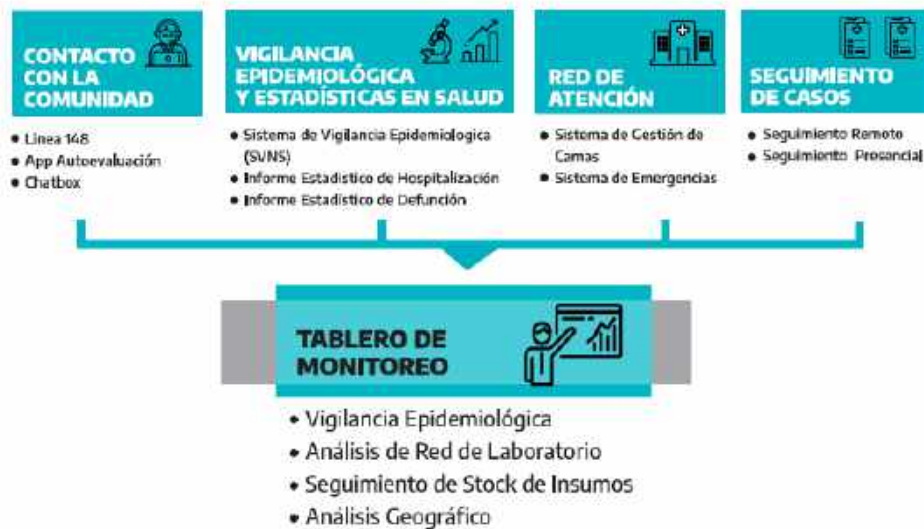 CONTACTO
CON LA
COMUNIDAD
• Linea 148
• App Autoevaluación
• Chatbox
VIGILANCIA
EPIDEMIOLÓGICA
Y ESTADÍSTICAS EN SALUD
• Sistema de Vigilancia Epidemiologica
(SVNS)
• Informe Estadístico de Hospitalización
• Informe Estadístico de Defunción
RED DE
ATENCIÓN
• Sistema de Gestión de
Camas
• Sistema de Emergencias
SEGUIMIENTO
DE CASOS
• Seguimiento Remoto
• Seguimiento Presencial
TABLERO DE
MONITOREO
• Vigilancia Epidemiológica
• Análisis de Red de Laboratorio
• Seguimiento de Stock de Insumos
• Análisis Geográfico